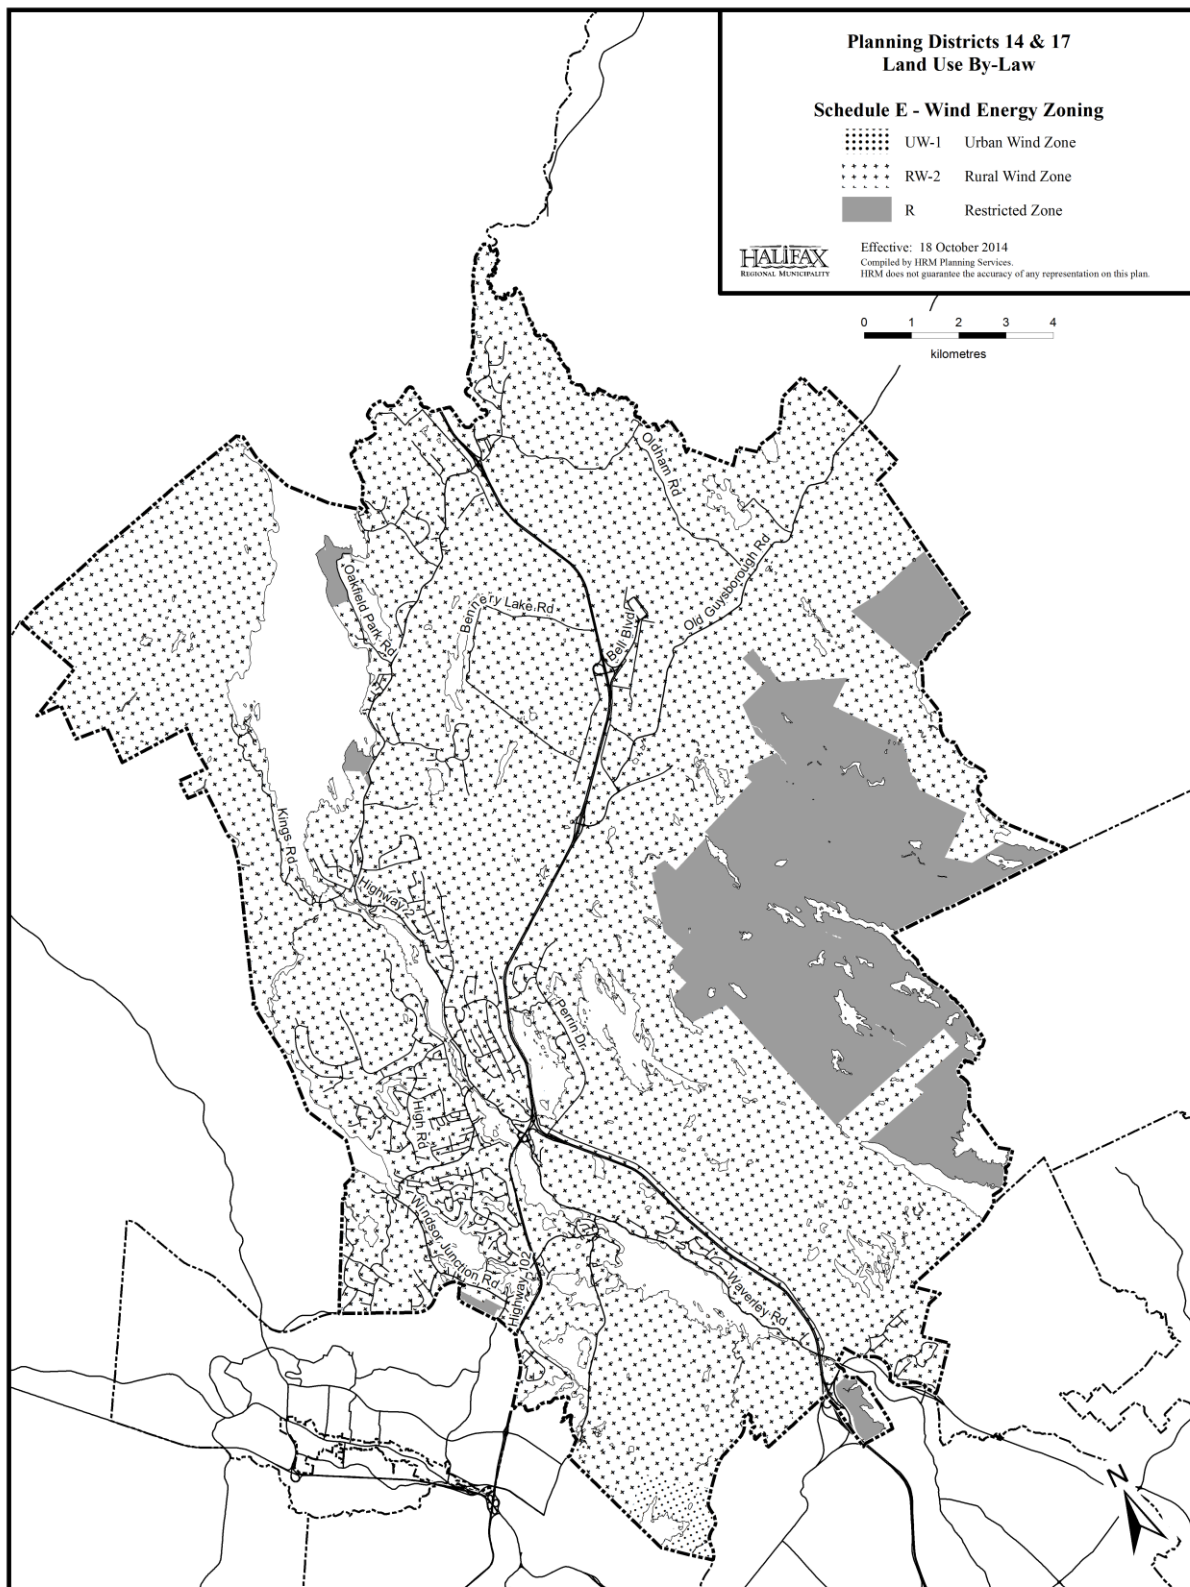 Planning Districts 14 & 17
Land Use By-Law
Schedule E - Wind Energy Zoning
UW-1 Urban Wind Zone
RW-2 Rural Wind Zone
R Restricted Zone
HALIFAX
REGIONAL MUNICIPALITY
Effective: 18 October 2014
Compiled by HRM Planning Services.
HRM does not guarantee the accuracy of any representation on this plan.
0 1 2 3 4
kilometres
Oldham Rd
Old Guysborough Rd
Oakfield Park Rd
Bennery Lake Rd
Bell Blvd
Kings Rd
Highway 2
Perrin Dr
High Rd
Windsor Junction Rd
Highway 102
Waverley Rd
N